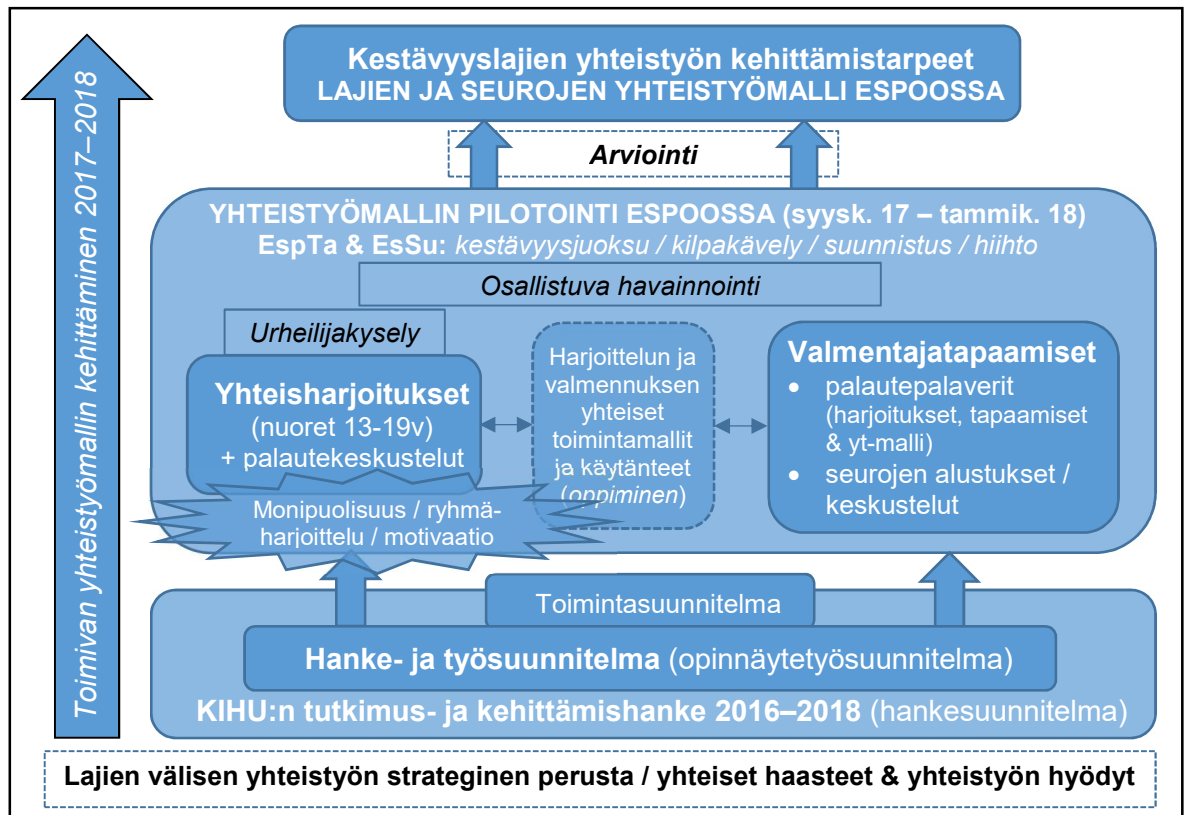 Toimivan yhteistyömallin kehittäminen 2017–2018
Kestävyyslajien yhteistyön kehittämistarpeet
LAJIEN JA SEUROJEN YHTEISTYÖMALLI ESPOOSSA
Arviointi
YHTEISTYÖMALLIN PILOTOINTI ESPOOSSA (syysk. 17 – tammik. 18)
EspTa & EsSu: kestävyysjuoksu / kilpakävely / suunnistus / hiihto
Osallistuva havainnointi
Urheilijakysely
Yhteisharjoitukset
(nuoret 13-19v)
+ palautekeskustelut
Monipuolisuus / ryhmä-
harjoittelu / motivaatio
Harjoittelun ja
valmennuksen
yhteiset
toimintamallit
ja käytänteet
(oppiminen)
Valmentajatapaamiset
• palautepalaverit
(harjoitukset, tapaamiset
& yt-malli)
• seurojen alustukset /
keskustelut
Toimintasuunnitelma
Hanke- ja työsuunnitelma (opinnäytetyösuunnitelma)
KIHU:n tutkimus- ja kehittämishanke 2016–2018 (hankesuunnitelma)
Lajien välisen yhteistyön strateginen perusta / yhteiset haasteet & yhteistyön hyödyt